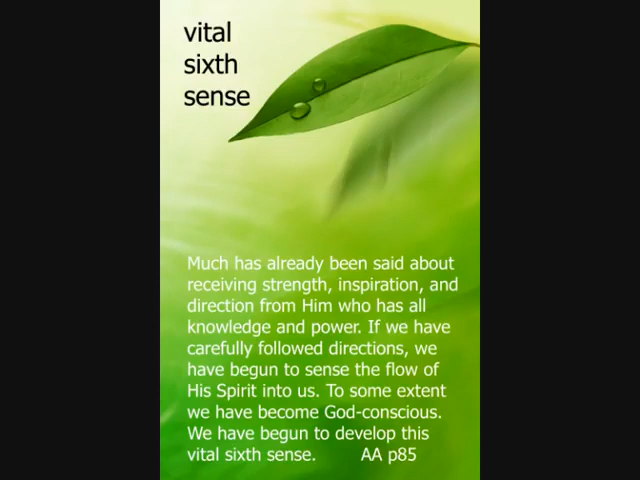 vital
sixth
sense
Much has already been said about
receiving strength, inspiration, and
direction from Him who has all
knowledge and power. If we have
carefully followed directions, we
have begun to sense the flow of
His Spirit into us. To some extent
we have become God-conscious.
We have begun to develop this
vital sixth sense. AA p85